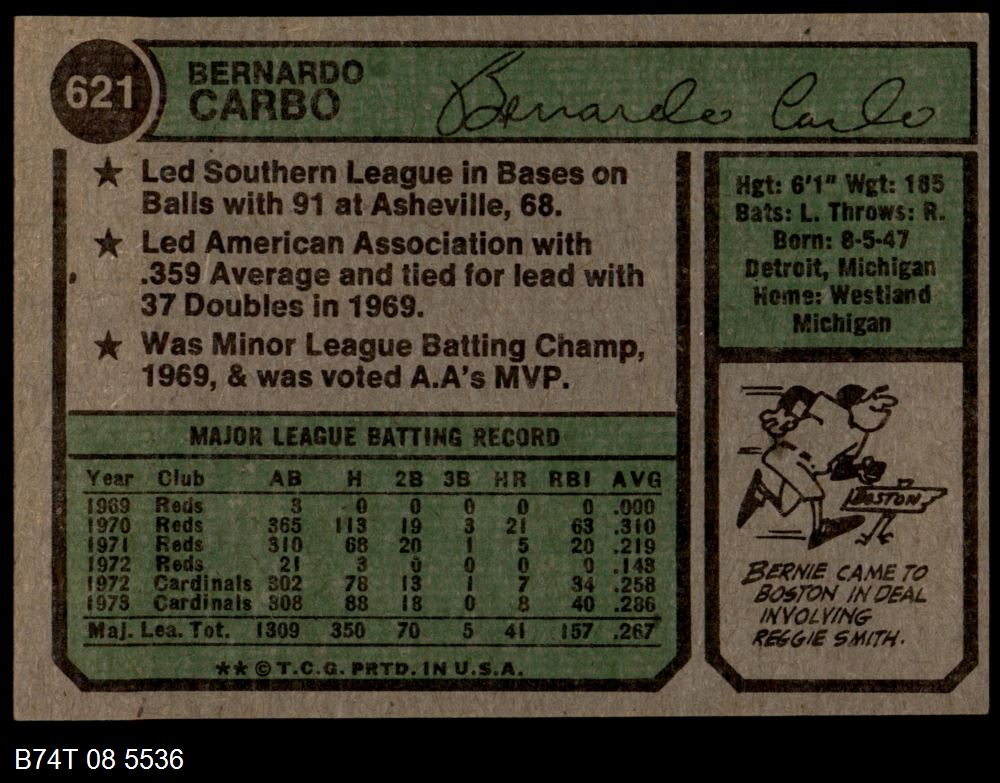 621
BERNARDO
CARBO
Bernardo Carbo
★ Led Southern League in Bases on
Balls with 91 at Asheville, 68.
★ Led American Association with
.359 Average and tied for lead with
37 Doubles in 1969.
★ Was Minor League Batting Champ,
1969, & was voted A.A's MVP.
Hgt: 6'1" Wgt: 185
Bats: L. Throws: R.
Born: 8-5-47
Detroit, Michigan
Home: Westland
Michigan
MAJOR LEAGUE BATTING RECORD
Year Club AB H 2B 3B HR RBI AVG
1969 Reds 3 0 0 0 0 0 .000
1970 Reds 365 113 19 3 21 63 .310
1971 Reds 310 68 20 1 5 20 .219
1972 Reds 21 3 0 0 0 0 .143
1972 Cardinals 302 78 13 1 7 34 .258
1973 Cardinals 308 88 18 0 8 40 .286
Maj. Lea. Tot. 1309 350 70 5 41 157 .267
★★ © T.C.G. PRTD. IN U.S.A.
BOSTON
BERNIE CAME TO
BOSTON IN DEAL
INVOLVING
REGGIE SMITH.
B74T 08 5536